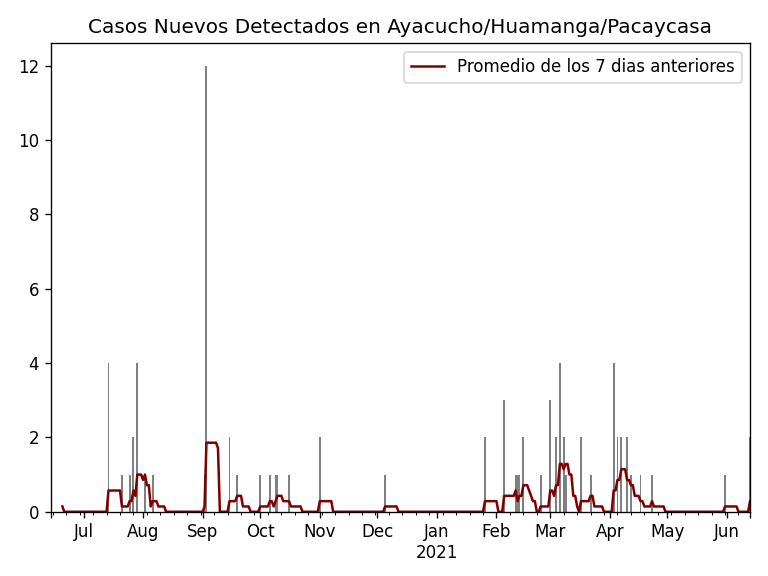 Casos Nuevos Detectados en Ayacucho/Huamanga/Pacaycasa
Promedio de los 7 dias anteriores
12
10
8
6
4
2
0
Jul Aug Sep Oct Nov Dec Jan Feb Mar Apr May Jun
2021